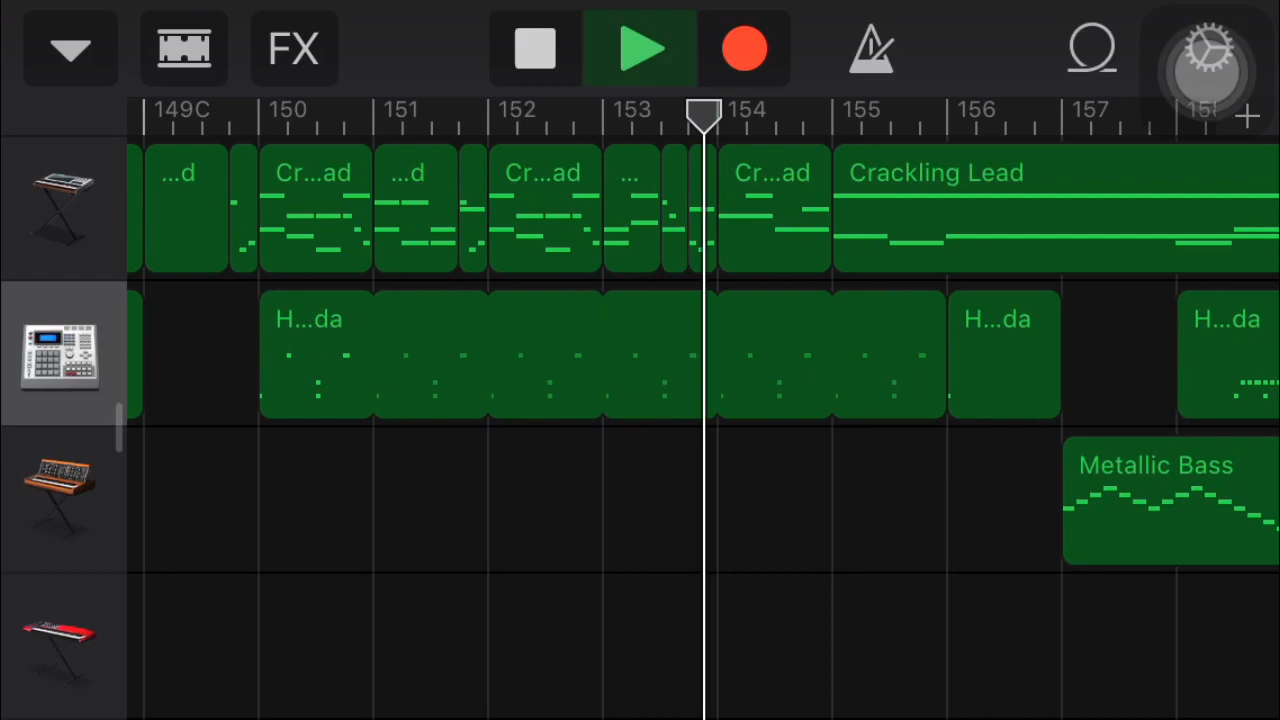 FX
149C 150 151 152 153 154 155 156 157
...d Cr...ad ...d Cr...ad ... Cr...ad Crackling Lead
H...da H...da H...da
Metallic Bass